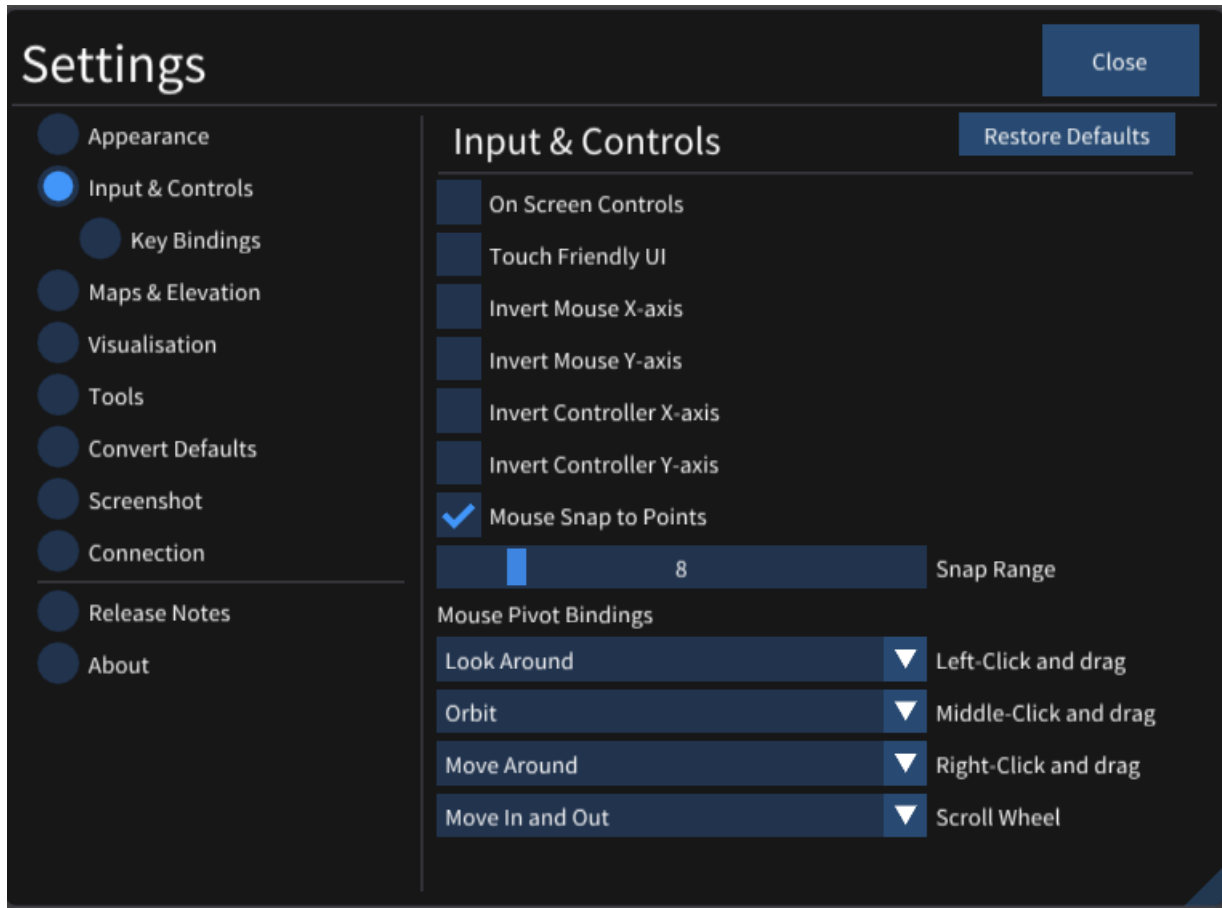 Settings
Close
Appearance
Input & Controls
Key Bindings
Maps & Elevation
Visualisation
Tools
Convert Defaults
Screenshot
Connection
Release Notes
About
Input & Controls
Restore Defaults
On Screen Controls
Touch Friendly UI
Invert Mouse X-axis
Invert Mouse Y-axis
Invert Controller X-axis
Invert Controller Y-axis
Mouse Snap to Points
8 Snap Range
Mouse Pivot Bindings
Look Around Left-Click and drag
Orbit Middle-Click and drag
Move Around Right-Click and drag
Move In and Out Scroll Wheel